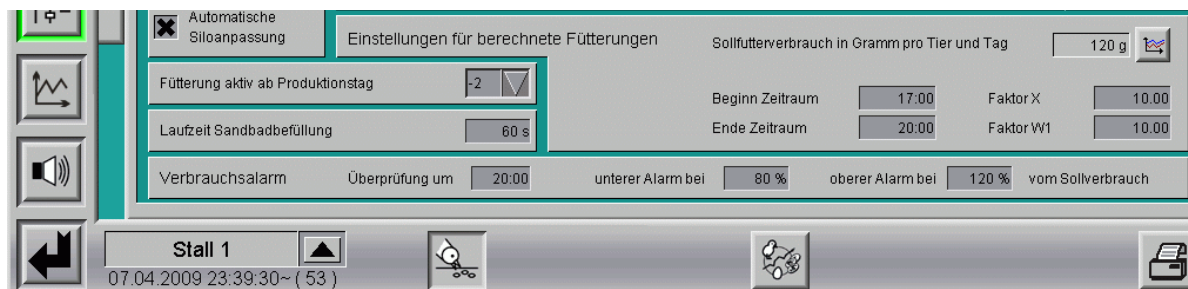 Automatische
Siloanpassung
Einstellungen für berechnete Fütterungen
Sollfutterverbrauch in Gramm pro Tier und Tag 120 g
Fütterung aktiv ab Produktionstag -2
Beginn Zeitraum 17:00 Faktor X 10.00
Laufzeit Sandbadbefüllung 60 s
Ende Zeitraum 20:00 Faktor W1 10.00
Verbrauchsalarm Überprüfung um 20:00 unterer Alarm bei 80 % oberer Alarm bei 120 % vom Sollverbrauch
Stall 1
07.04.2009 23:39:30~ ( 53 )